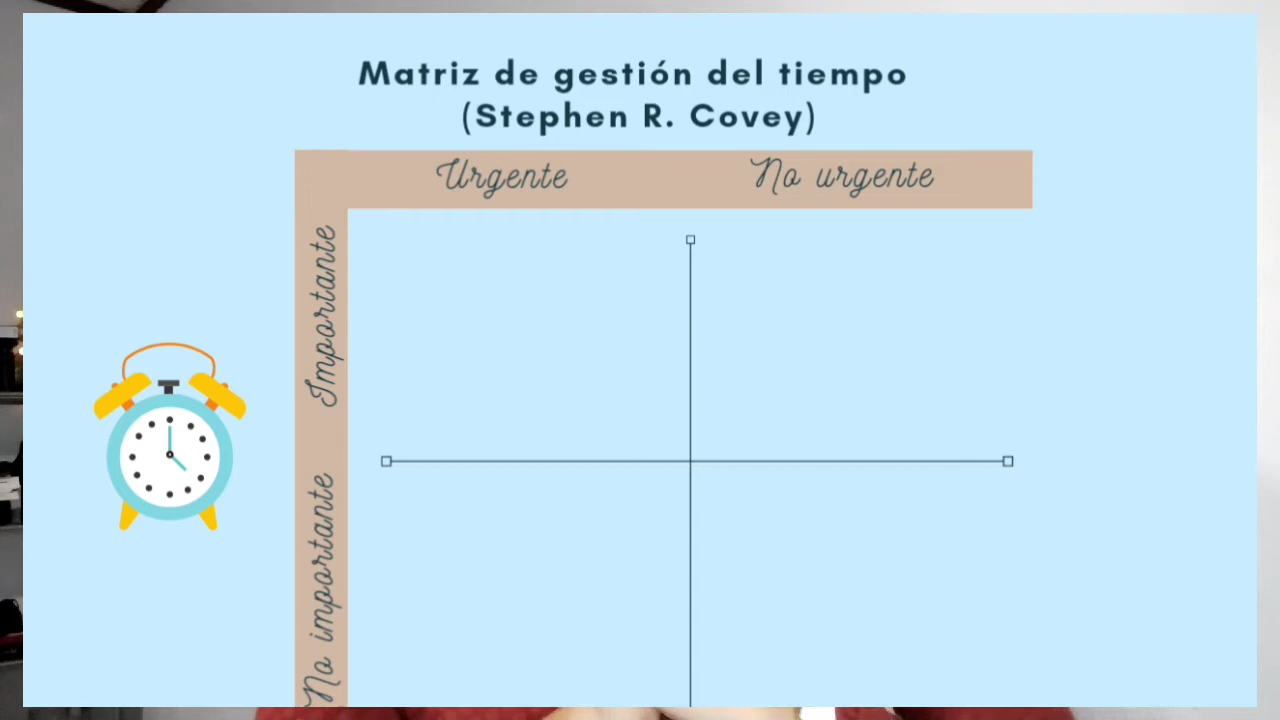 Matriz de gestión del tiempo
(Stephen R. Covey)
Urgente
No urgente
Importante
No importante